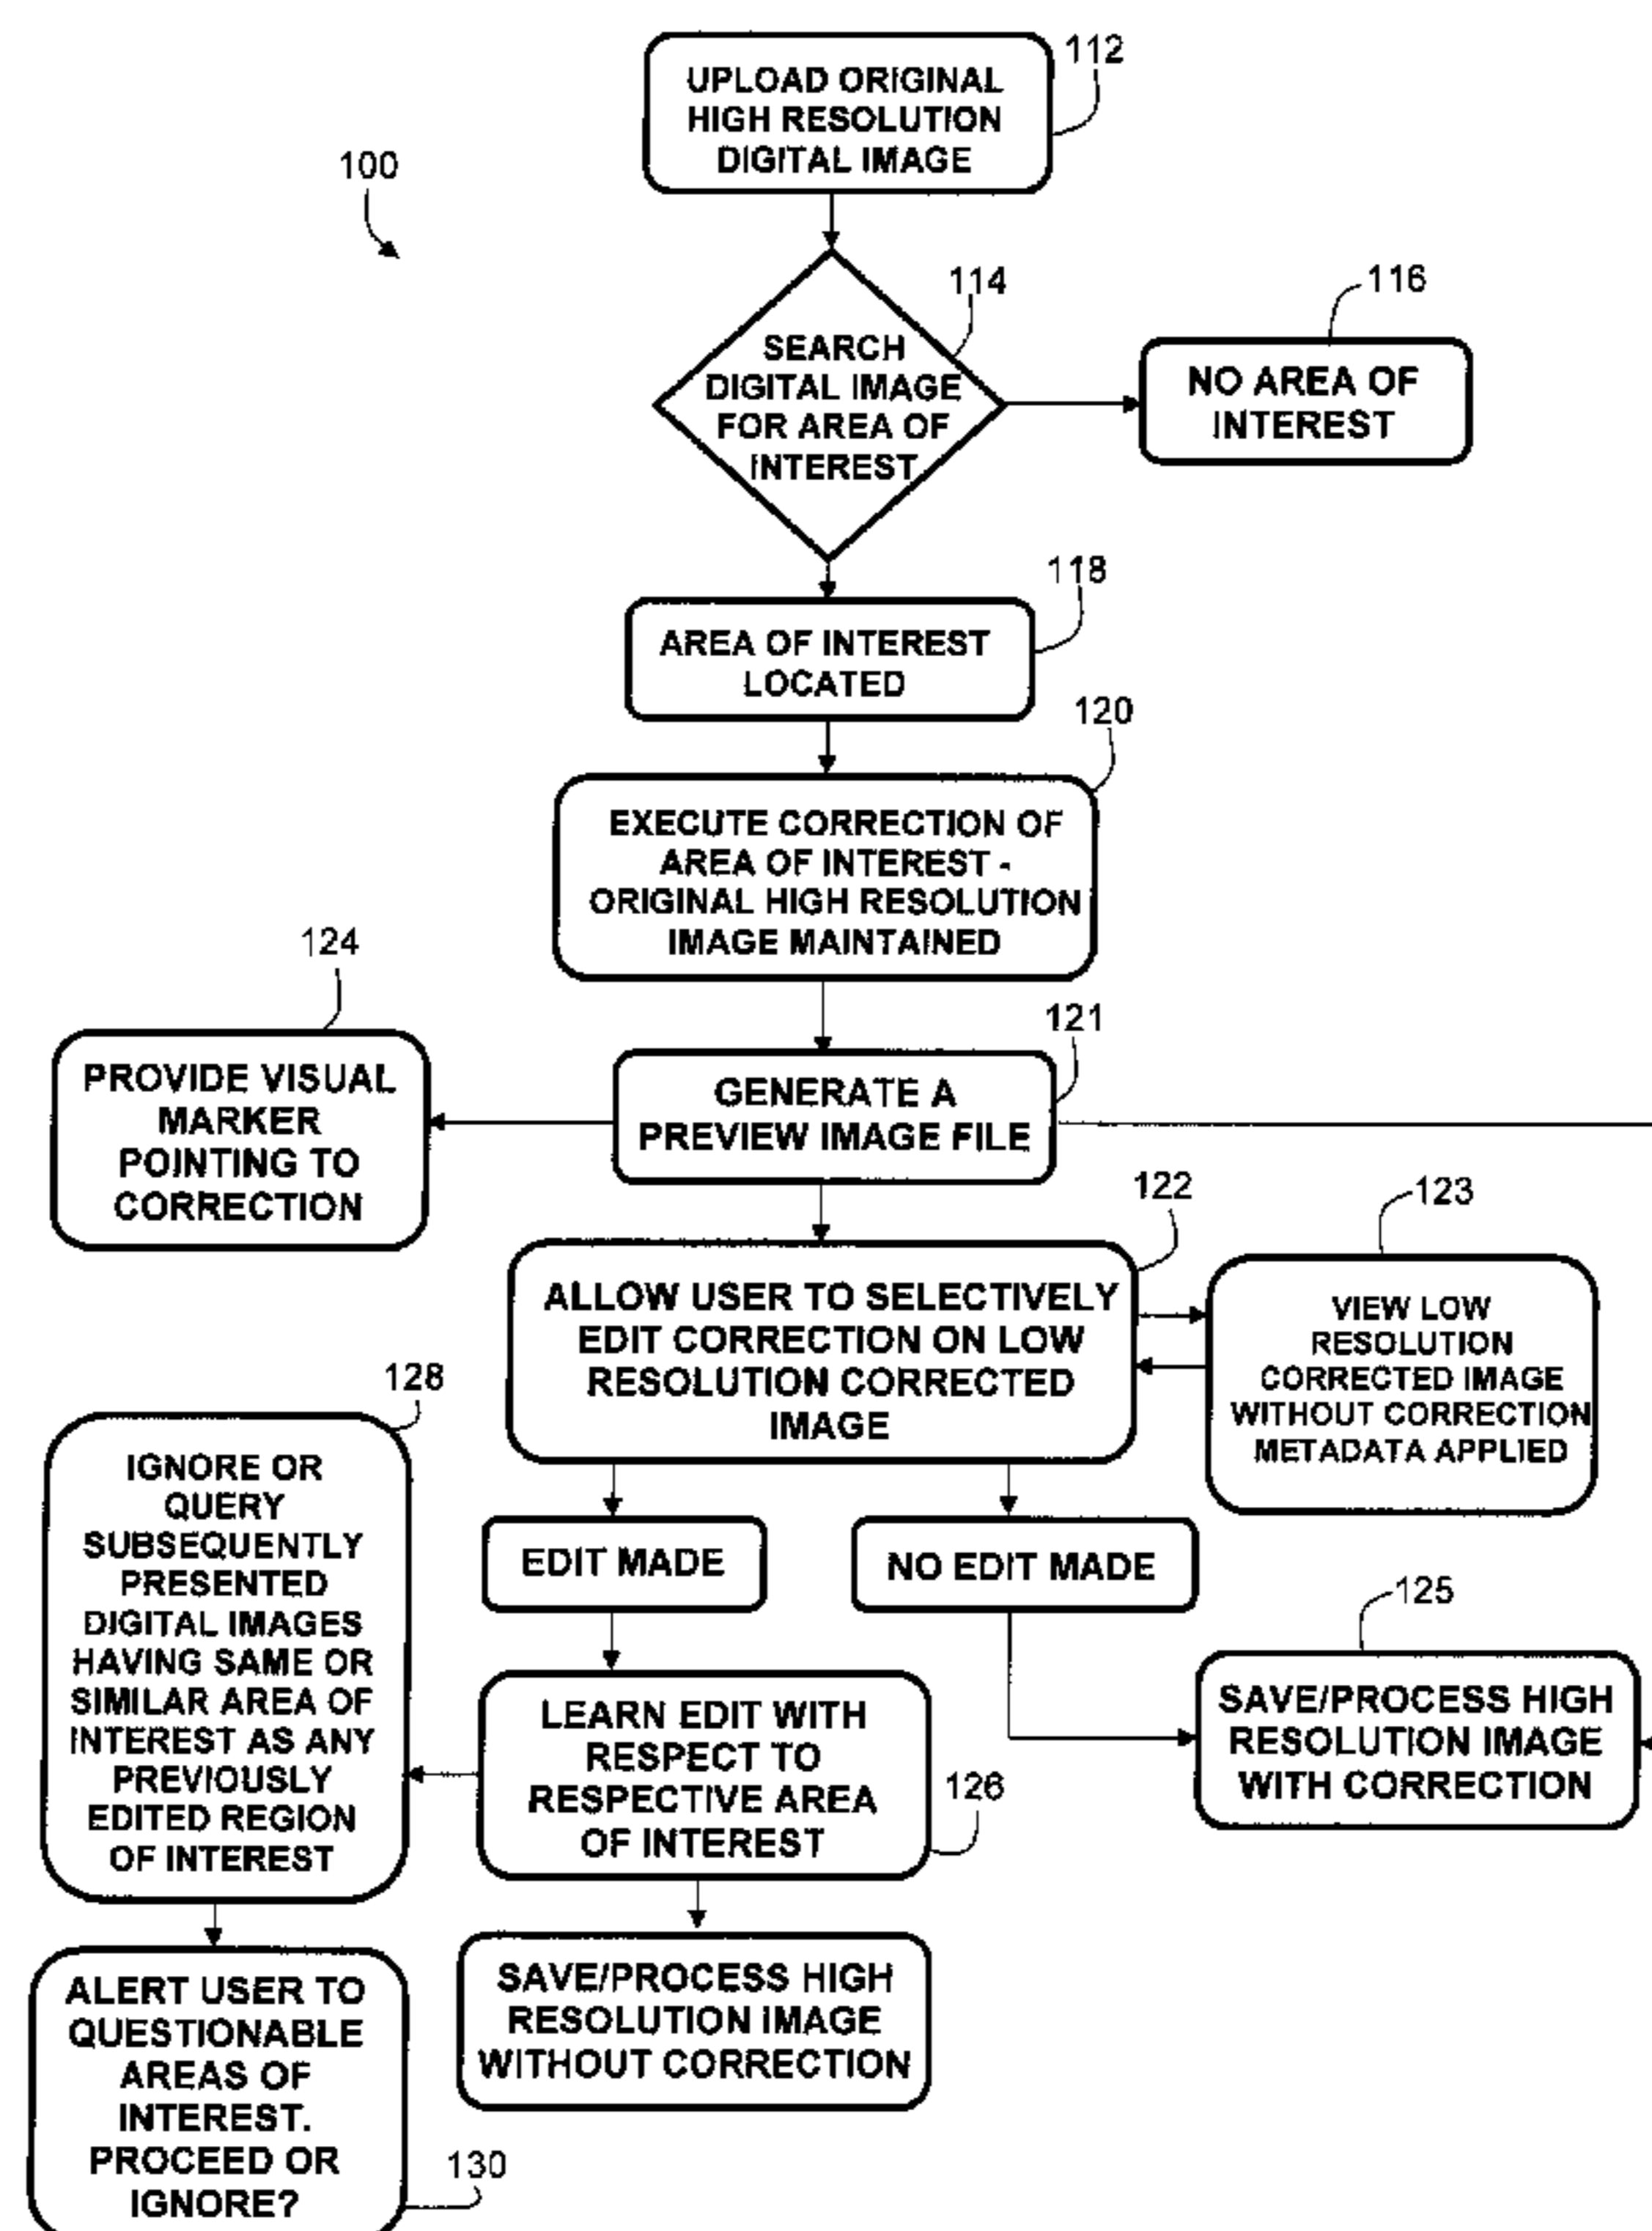 112
UPLOAD ORIGINAL
HIGH RESOLUTION
DIGITAL IMAGE
100
114
SEARCH
DIGITAL IMAGE
FOR AREA OF
INTEREST
116
NO AREA OF
INTEREST
118
AREA OF INTEREST
LOCATED
120
EXECUTE CORRECTION OF
AREA OF INTEREST -
ORIGINAL HIGH RESOLUTION
IMAGE MAINTAINED
124
PROVIDE VISUAL
MARKER
POINTING TO
CORRECTION
121
GENERATE A
PREVIEW IMAGE FILE
122
ALLOW USER TO SELECTIVELY
EDIT CORRECTION ON LOW
RESOLUTION CORRECTED
IMAGE
123
VIEW LOW
RESOLUTION
CORRECTED IMAGE
WITHOUT CORRECTION
METADATA APPLIED
128
IGNORE OR
QUERY
SUBSEQUENTLY
PRESENTED
DIGITAL IMAGES
HAVING SAME OR
SIMILAR AREA OF
INTEREST AS ANY
PREVIOUSLY
EDITED REGION
OF INTEREST
EDIT MADE
NO EDIT MADE
125
SAVE/PROCESS HIGH
RESOLUTION IMAGE
WITH CORRECTION
LEARN EDIT WITH
RESPECT TO
RESPECTIVE AREA
OF INTEREST
126
SAVE/PROCESS HIGH
RESOLUTION IMAGE
WITHOUT CORRECTION
ALERT USER TO
QUESTIONABLE
AREAS OF
INTEREST.
PROCEED OR
IGNORE?
130